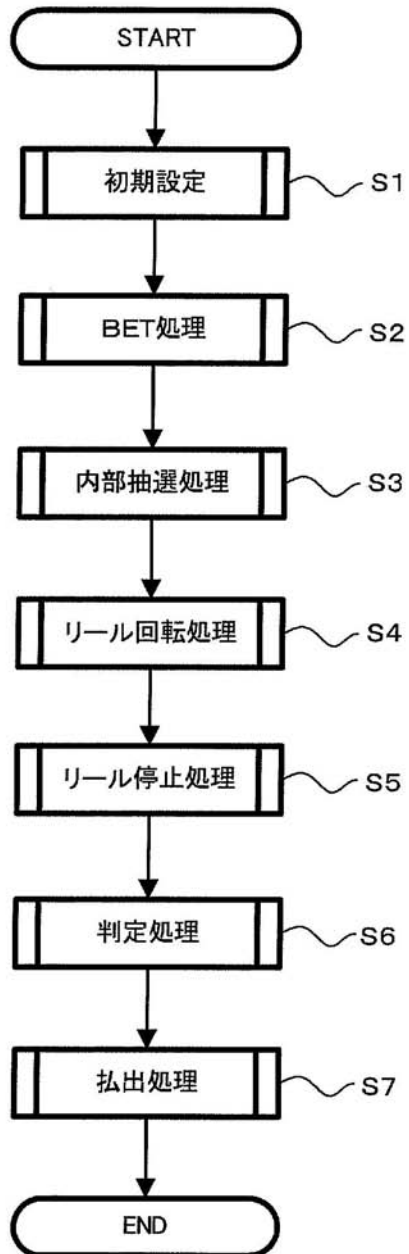 START
初期設定
S1
BET処理
S2
内部抽選処理
S3
リール回転処理
S4
リール停止処理
S5
判定処理
S6
払出処理
S7
END